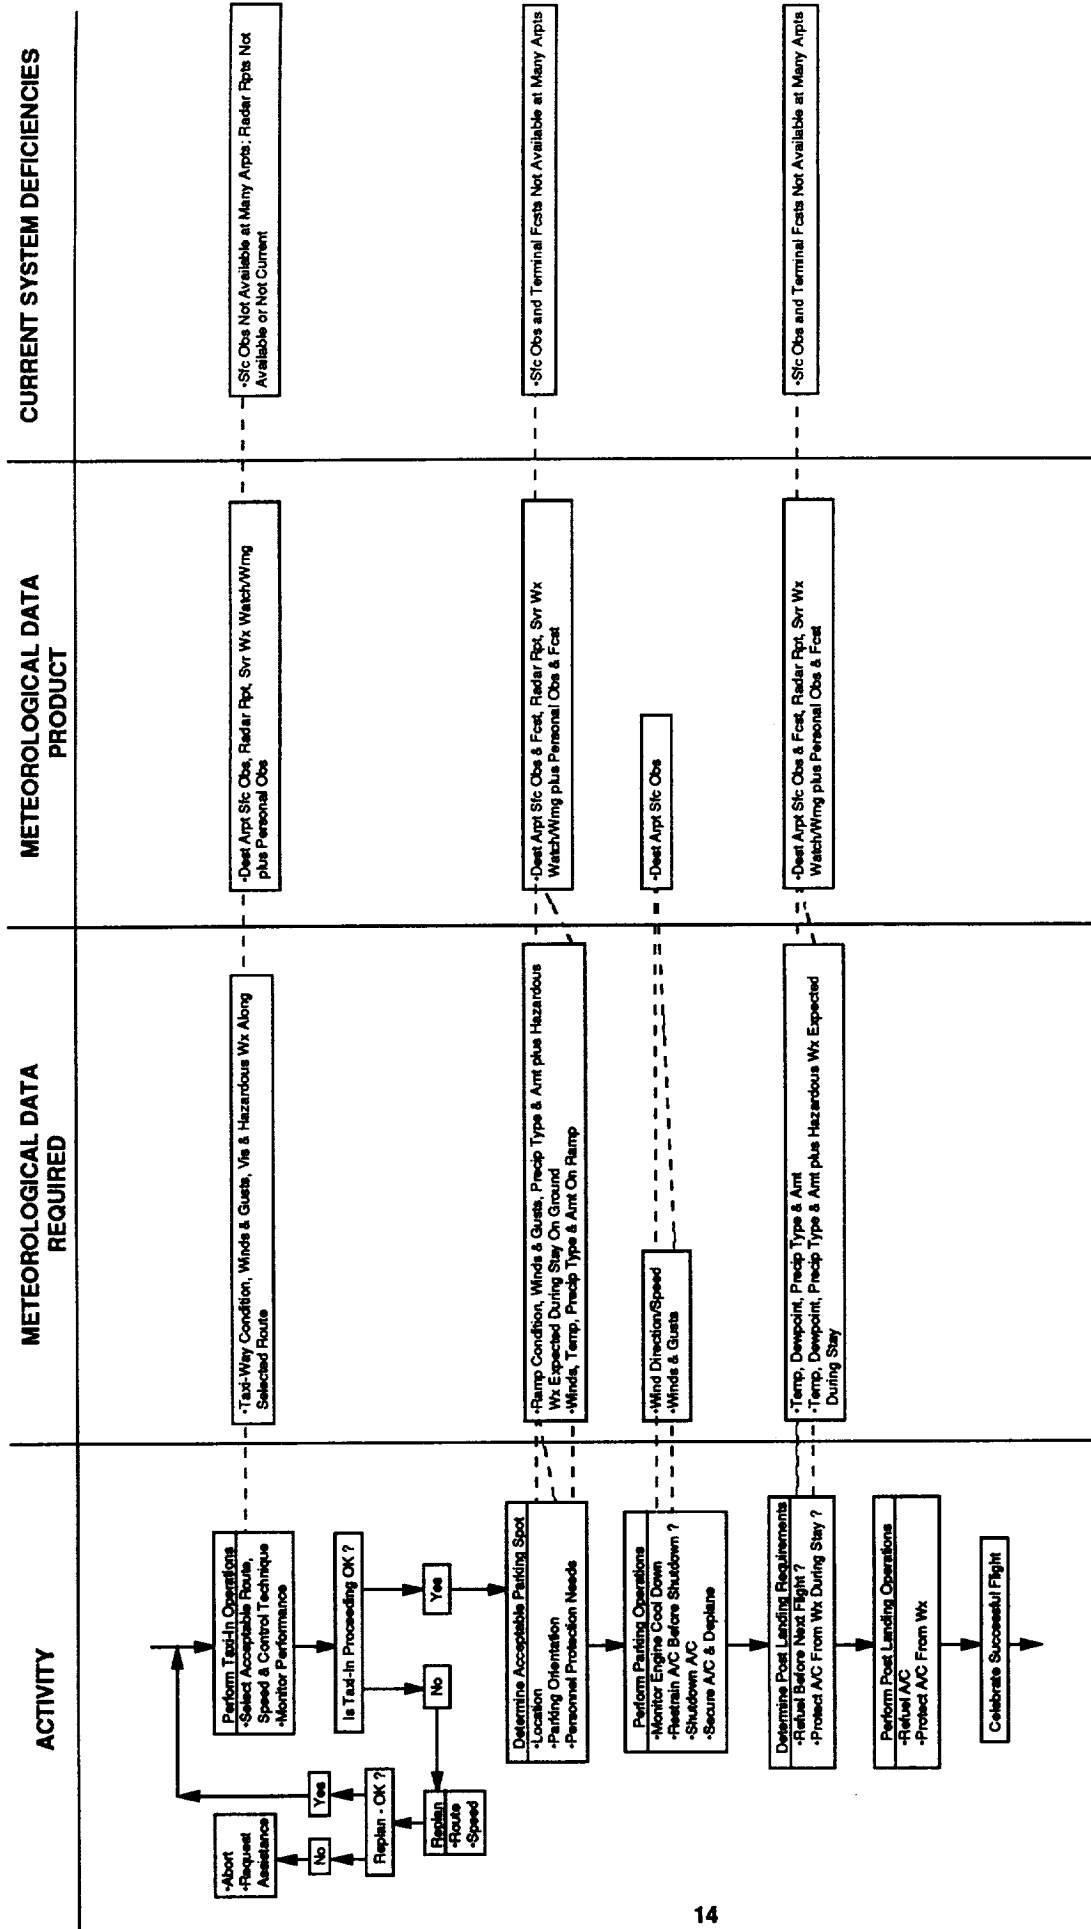 ACTIVITY
METEOROLOGICAL DATA
REQUIRED
METEOROLOGICAL DATA
PRODUCT
CURRENT SYSTEM DEFICIENCIES
Perform Taxi-In Operations
•Select Acceptable Route,
Speed & Control Technique
•Monitor Performance
•Taxi-Way Condition, Winds & Gusts, Vis & Hazardous Wx Along
Selected Route
•Dest Arpt Sfc Obs, Radar Rpt, Svr Wx Watch/Wrng
plus Personal Obs
•Sfc Obs Not Available at Many Arpts; Radar Rpts Not
Available or Not Current
Is Taxi-In Proceeding OK ?
No
Yes
Replan
•Route
•Speed
Replan - OK ?
No
Yes
•Abort
•Request
Assistance
Determine Acceptable Parking Spot
•Location
•Parking Orientation
•Personnel Protection Needs
•Ramp Condition, Winds & Gusts, Precip Type & Amt plus Hazardous
Wx Expected During Stay On Ground
•Winds, Temp, Precip Type & Amt On Ramp
•Dest Arpt Sfc Obs & Fcst, Radar Rpt, Svr Wx
Watch/Wrng plus Personal Obs & Fcst
•Sfc Obs and Terminal Fcsts Not Available at Many Arpts
Perform Parking Operations
•Monitor Engine Cool Down
•Restrain A/C Before Shutdown ?
•Shutdown A/C
•Secure A/C & Deplane
•Wind Direction/Speed
•Winds & Gusts
•Dest Arpt Sfc Obs
Determine Post Landing Requirements
•Refuel Before Next Flight ?
•Protect A/C From Wx During Stay ?
•Temp, Dewpoint, Precip Type & Amt
•Temp, Dewpoint, Precip Type & Amt plus Hazardous Wx Expected
During Stay
•Dest Arpt Sfc Obs & Fcst, Radar Rpt, Svr Wx
Watch/Wrng plus Personal Obs & Fcst
•Sfc Obs and Terminal Fcsts Not Available at Many Arpts
Perform Post Landing Operations
•Refuel A/C
•Protect A/C From Wx
Celebrate Successful Flight
14